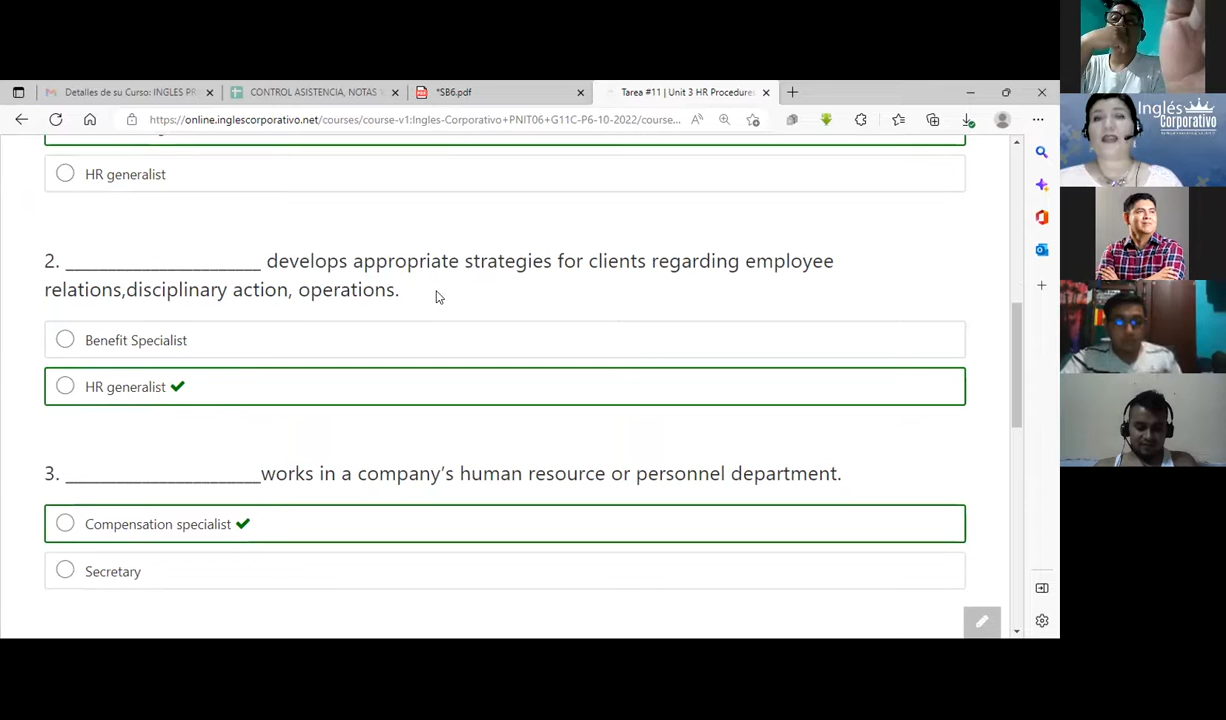 Detalles de su Curso: INGLES PR
CONTROL ASISTENCIA, NOTAS Y
*SB6.pdf
Tarea #11 | Unit 3 HR Procedures
https://online.inglescorporativo.net/courses/course-v1:Ingles-Corporativo+PNIT06+G11C-P6-10-2022/course...
HR generalist
2. ______________________ develops appropriate strategies for clients regarding employee
relations,disciplinary action, operations.
Benefit Specialist
HR generalist
3. ______________________works in a company’s human resource or personnel department.
Compensation specialist
Secretary
Inglés
Corporativo